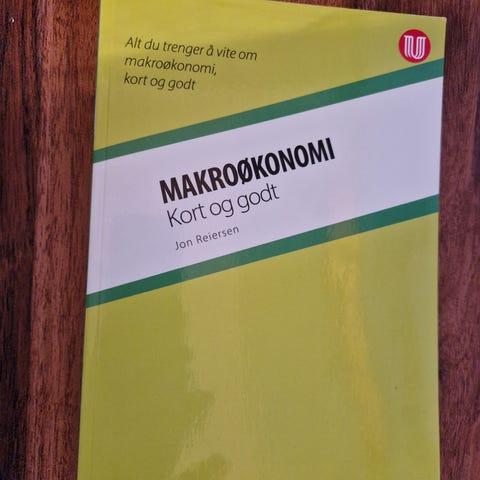 Alt du trenger å vite om
makroøkonomi,
kort og godt
MAKROØKONOMI
Kort og godt
Jon Reiersen